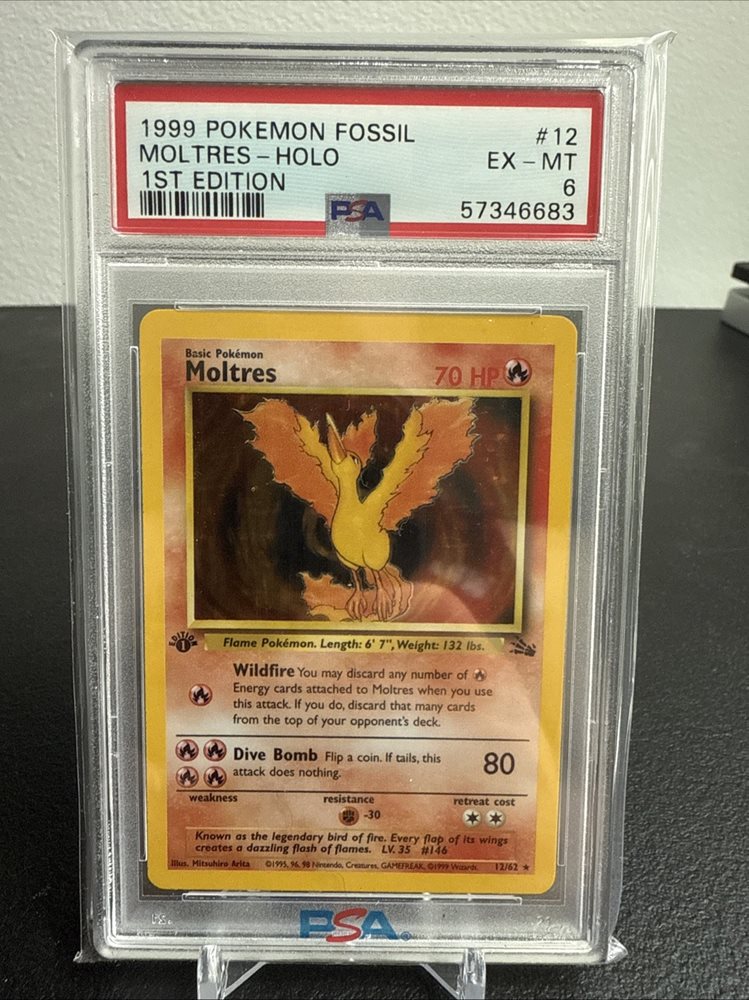 1999 POKEMON FOSSIL #12
MOLTRES - HOLO EX - MT
1ST EDITION 6
PSA 57346683
Basic Pokémon
Moltres 70 HP
EDITION
1
Flame Pokémon. Length: 6' 7", Weight: 132 lbs.
Wildfire You may discard any number of
Energy cards attached to Moltres when you use
this attack. If you do, discard that many cards
from the top of your opponent's deck.
Dive Bomb Flip a coin. If tails, this 80
attack does nothing.
weakness resistance retreat cost
-30
Known as the legendary bird of fire. Every flap of its wings
creates a dazzling flash of flames. LV. 35 #146
Illus. Mitsuhiro Arita ©1995, 96, 98 Nintendo, Creatures, GAMEFREAK. ©1999 Wizards. 12/62 ★
PSA®